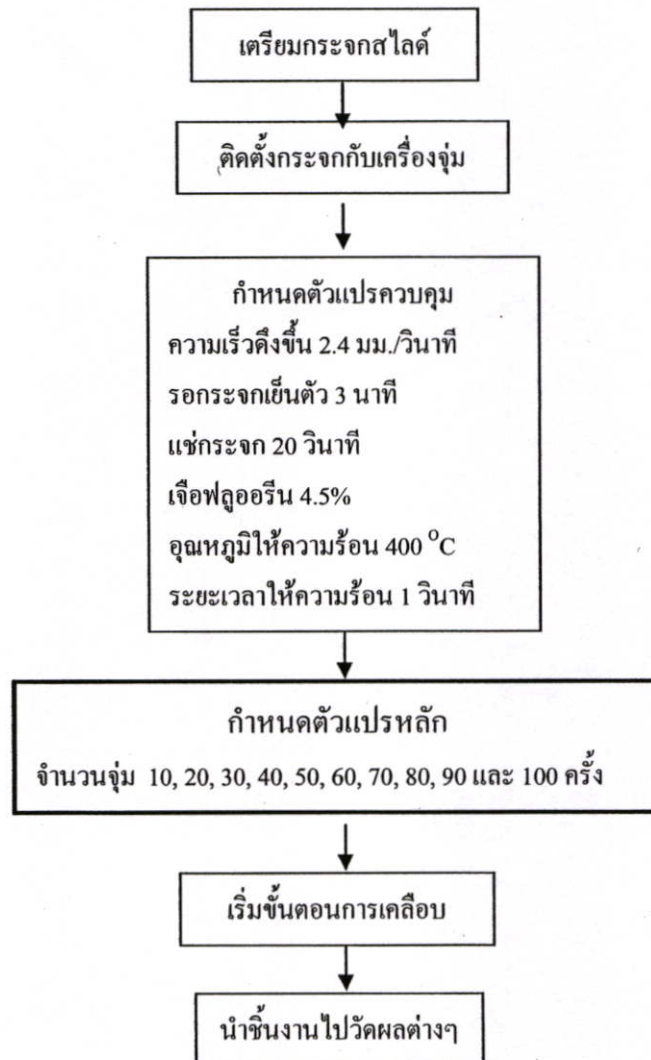 เตรียมกระจกสไลด์
ติดตั้งกระจกกับเครื่องจุ่ม
กำหนดตัวแปรควบคุม
ความเร็วดึงขึ้น 2.4 มม./วินาที
รอกระจกเย็นตัว 3 นาที
แช่กระจก 20 วินาที
เจือฟลูออรีน 4.5%
อุณหภูมิให้ความร้อน 400 °C
ระยะเวลาให้ความร้อน 1 วินาที
กำหนดตัวแปรหลัก
จำนวนจุ่ม 10, 20, 30, 40, 50, 60, 70, 80, 90 และ 100 ครั้ง
เริ่มขั้นตอนการเคลือบ
นำชิ้นงานไปวัดผลต่างๆ